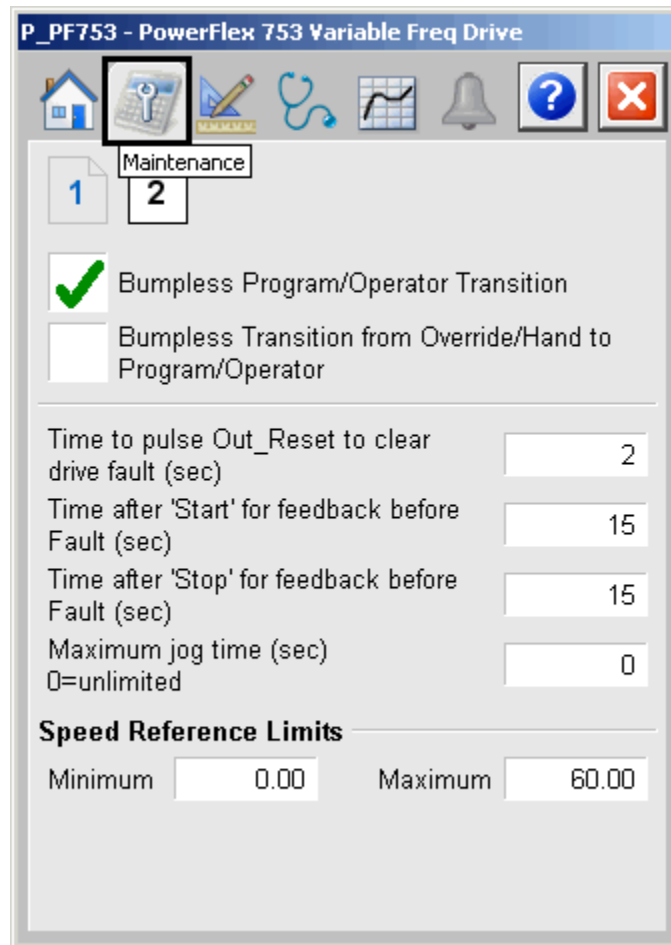 P_PF753 - PowerFlex 753 Variable Freq Drive
?
Maintenance
1
2
Bumpless Program/Operator Transition
Bumpless Transition from Override/Hand to
Program/Operator
Time to pulse Out_Reset to clear
drive fault (sec)
2
Time after 'Start' for feedback before
Fault (sec)
15
Time after 'Stop' for feedback before
Fault (sec)
15
Maximum jog time (sec)
0=unlimited
0
Speed Reference Limits
Minimum 0.00 Maximum 60.00